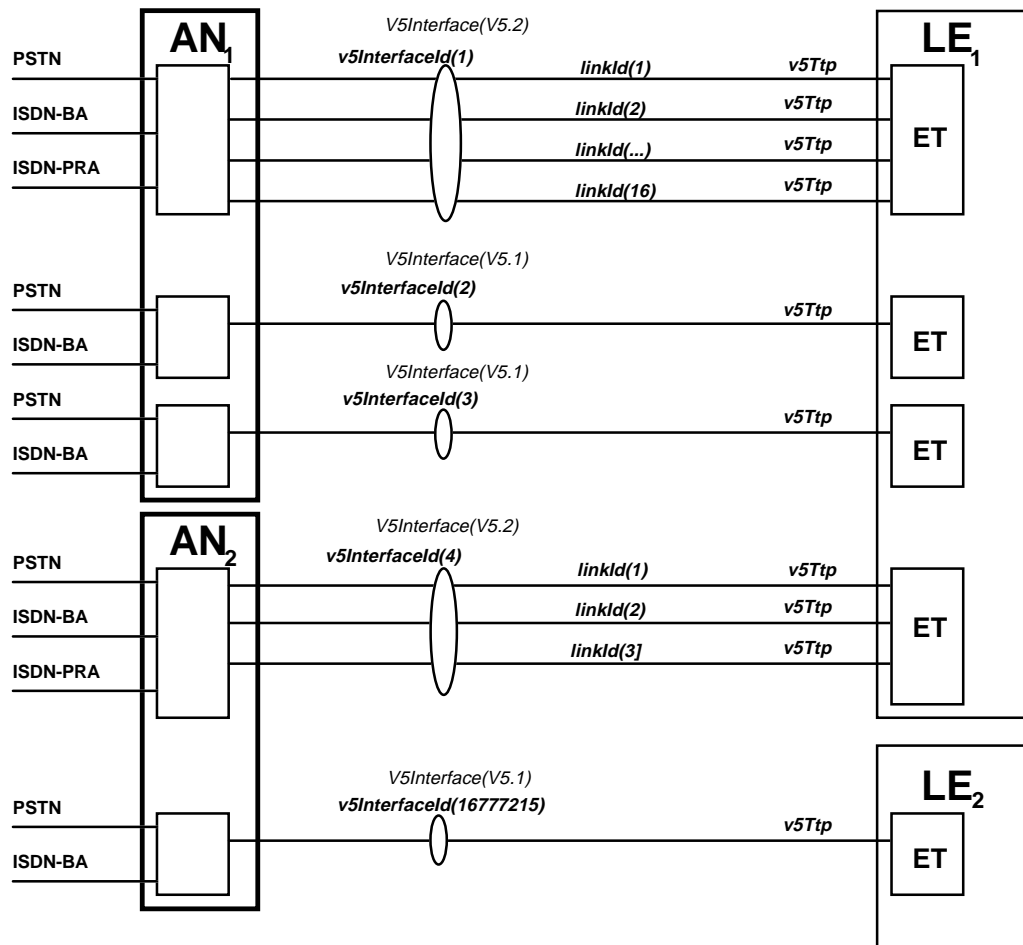 V5Interface(V5.2)
AN1
LE1
v5InterfaceId(1)
PSTN
linkId(1)
v5Ttp
ISDN-BA
linkId(2)
v5Ttp
ET
linkId(...)
v5Ttp
ISDN-PRA
linkId(16)
v5Ttp
V5Interface(V5.1)
PSTN
v5InterfaceId(2)
v5Ttp
ISDN-BA
ET
V5Interface(V5.1)
PSTN
v5InterfaceId(3)
v5Ttp
ISDN-BA
ET
V5Interface(V5.2)
AN2
v5InterfaceId(4)
PSTN
linkId(1)
v5Ttp
ISDN-BA
linkId(2)
v5Ttp
ET
linkId(3]
v5Ttp
ISDN-PRA
V5Interface(V5.1)
LE2
PSTN
v5InterfaceId(16777215)
v5Ttp
ISDN-BA
ET